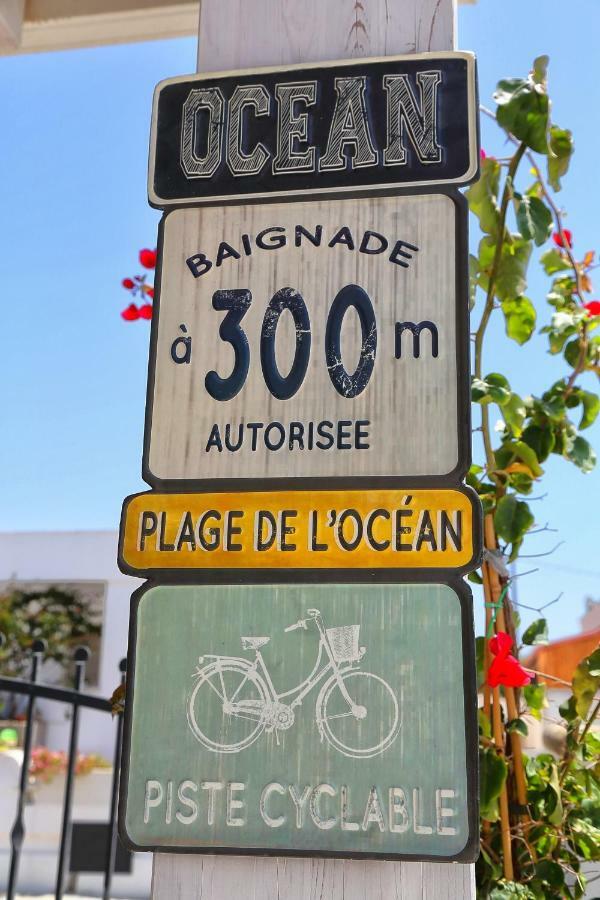 OCEAN
BAIGNADE
à 300 m
AUTORISEE
PLAGE DE L'OCÉAN
PISTE CYCLABLE